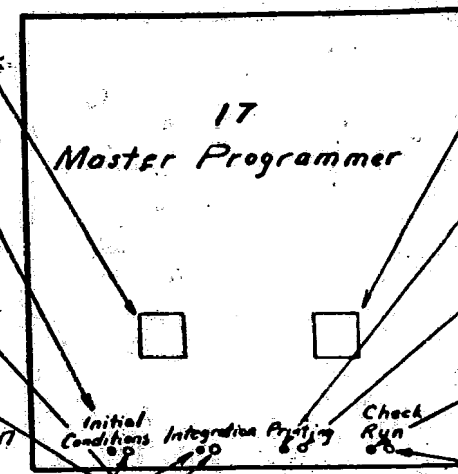 17
Master Programmer
Initial
Conditions
Integration
Printing
Check
Run